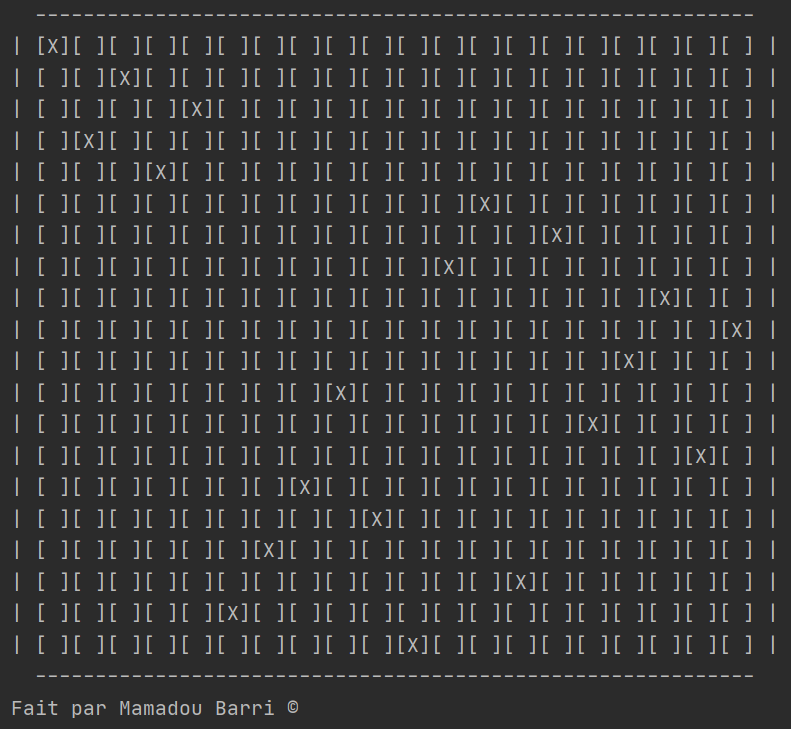 ------------------------------------------------------------
| [X][ ][ ][ ][ ][ ][ ][ ][ ][ ][ ][ ][ ][ ][ ][ ][ ][ ][ ][ ] |
| [ ][ ][X][ ][ ][ ][ ][ ][ ][ ][ ][ ][ ][ ][ ][ ][ ][ ][ ][ ] |
| [ ][ ][ ][ ][X][ ][ ][ ][ ][ ][ ][ ][ ][ ][ ][ ][ ][ ][ ][ ] |
| [ ][X][ ][ ][ ][ ][ ][ ][ ][ ][ ][ ][ ][ ][ ][ ][ ][ ][ ][ ] |
| [ ][ ][ ][X][ ][ ][ ][ ][ ][ ][ ][ ][ ][ ][ ][ ][ ][ ][ ][ ] |
| [ ][ ][ ][ ][ ][ ][ ][ ][ ][ ][ ][ ][X][ ][ ][ ][ ][ ][ ][ ] |
| [ ][ ][ ][ ][ ][ ][ ][ ][ ][ ][ ][ ][ ][ ][X][ ][ ][ ][ ][ ] |
| [ ][ ][ ][ ][ ][ ][ ][ ][ ][ ][ ][X][ ][ ][ ][ ][ ][ ][ ][ ] |
| [ ][ ][ ][ ][ ][ ][ ][ ][ ][ ][ ][ ][ ][ ][ ][ ][ ][X][ ][ ] |
| [ ][ ][ ][ ][ ][ ][ ][ ][ ][ ][ ][ ][ ][ ][ ][ ][ ][ ][ ][X] |
| [ ][ ][ ][ ][ ][ ][ ][ ][ ][ ][ ][ ][ ][ ][ ][ ][X][ ][ ][ ] |
| [ ][ ][ ][ ][ ][ ][ ][ ][X][ ][ ][ ][ ][ ][ ][ ][ ][ ][ ][ ] |
| [ ][ ][ ][ ][ ][ ][ ][ ][ ][ ][ ][ ][ ][ ][ ][X][ ][ ][ ][ ] |
| [ ][ ][ ][ ][ ][ ][ ][ ][ ][ ][ ][ ][ ][ ][ ][ ][ ][ ][X][ ] |
| [ ][ ][ ][ ][ ][ ][ ][X][ ][ ][ ][ ][ ][ ][ ][ ][ ][ ][ ][ ] |
| [ ][ ][ ][ ][ ][ ][ ][ ][ ][X][ ][ ][ ][ ][ ][ ][ ][ ][ ][ ] |
| [ ][ ][ ][ ][ ][ ][X][ ][ ][ ][ ][ ][ ][ ][ ][ ][ ][ ][ ][ ] |
| [ ][ ][ ][ ][ ][ ][ ][ ][ ][ ][ ][ ][ ][X][ ][ ][ ][ ][ ][ ] |
| [ ][ ][ ][ ][ ][X][ ][ ][ ][ ][ ][ ][ ][ ][ ][ ][ ][ ][ ][ ] |
| [ ][ ][ ][ ][ ][ ][ ][ ][ ][ ][X][ ][ ][ ][ ][ ][ ][ ][ ][ ] |
------------------------------------------------------------
Fait par Mamadou Barri ©